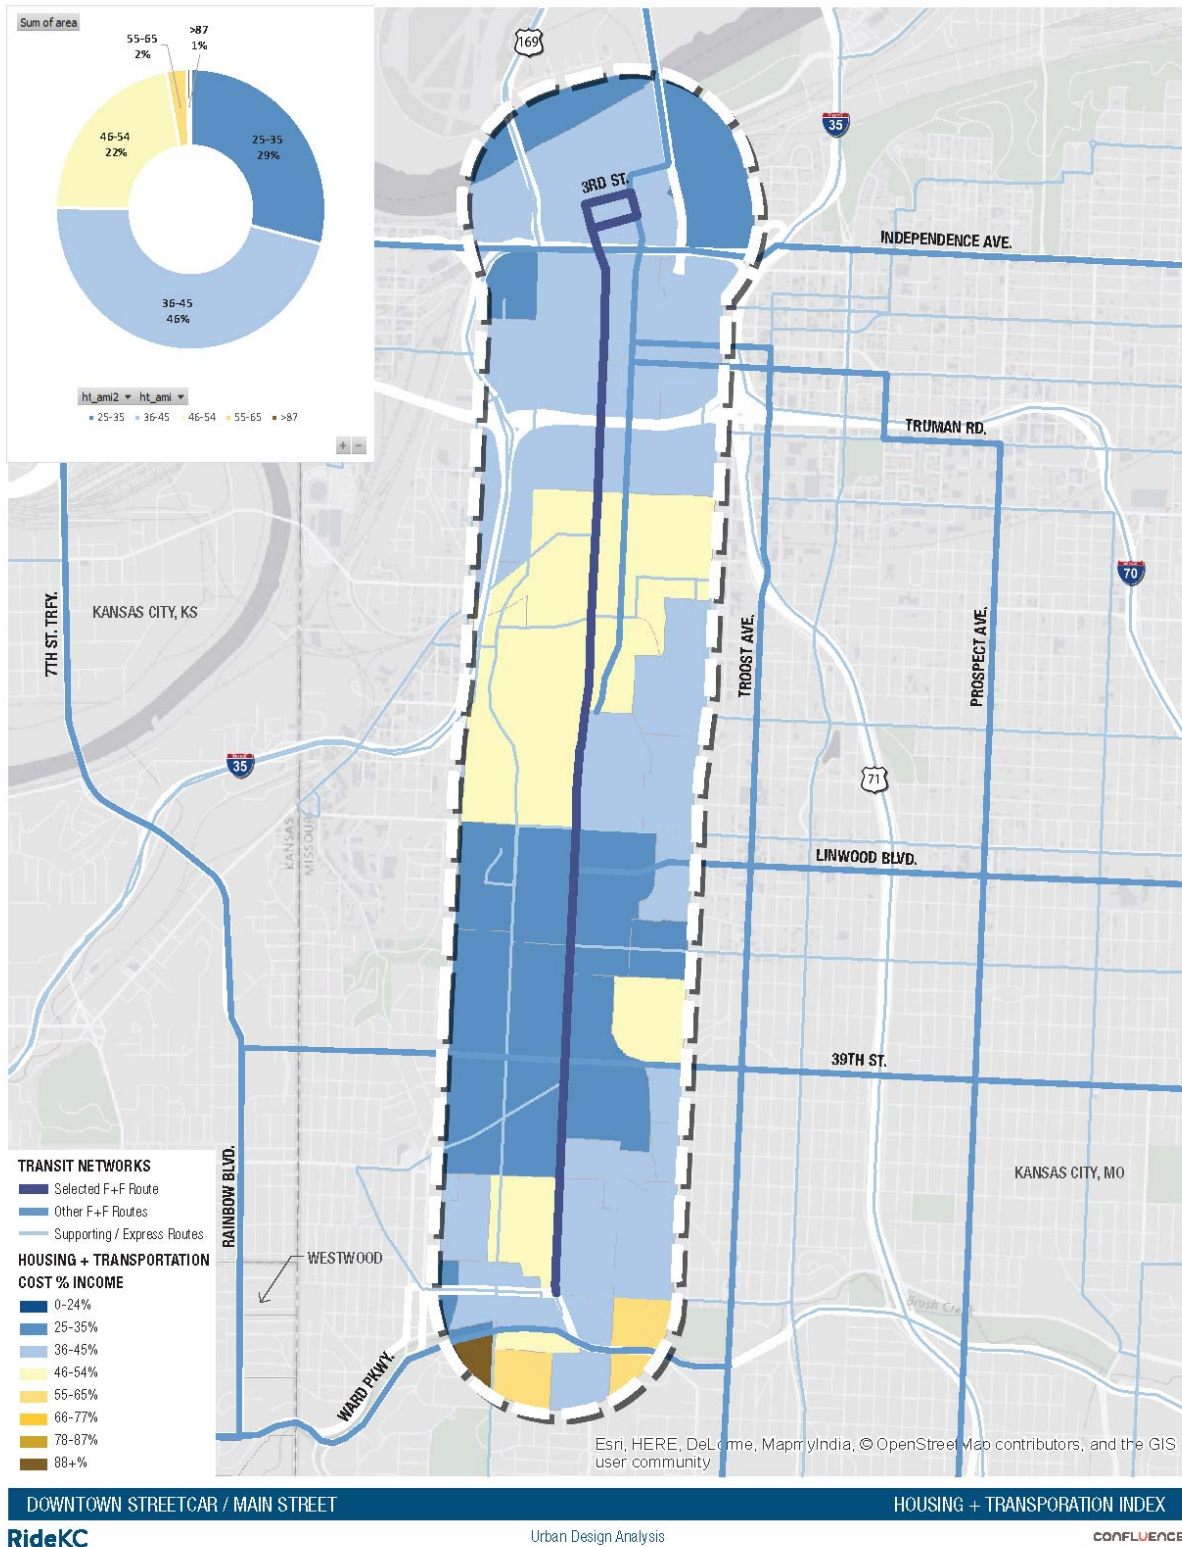 Sum of area
55-65
2%
>87
1%
46-54
22%
25-35
29%
36-45
46%
ht_ami2
ht_ami
25-35
36-45
46-54
55-65
>87
+ −
169
35
3RD ST.
INDEPENDENCE AVE.
TRUMAN RD.
70
KANSAS CITY, KS
7TH ST. TRFY.
TROOST AVE.
PROSPECT AVE.
35
71
KANSAS
MISSOURI
LINWOOD BLVD.
39TH ST.
RAINBOW BLVD.
KANSAS CITY, MO
WESTWOOD
Brush Creek
WARD PKWY.
TRANSIT NETWORKS
Selected F+F Route
Other F+F Routes
Supporting / Express Routes
HOUSING + TRANSPORTATION
COST % INCOME
0-24%
25-35%
36-45%
46-54%
55-65%
66-77%
78-87%
88+%
Esri, HERE, DeLorme, MapmyIndia, © OpenStreetMap contributors, and the GIS
user community
DOWNTOWN STREETCAR / MAIN STREET
HOUSING + TRANSPORATION INDEX
RideKC
Urban Design Analysis
CONFLUENCE